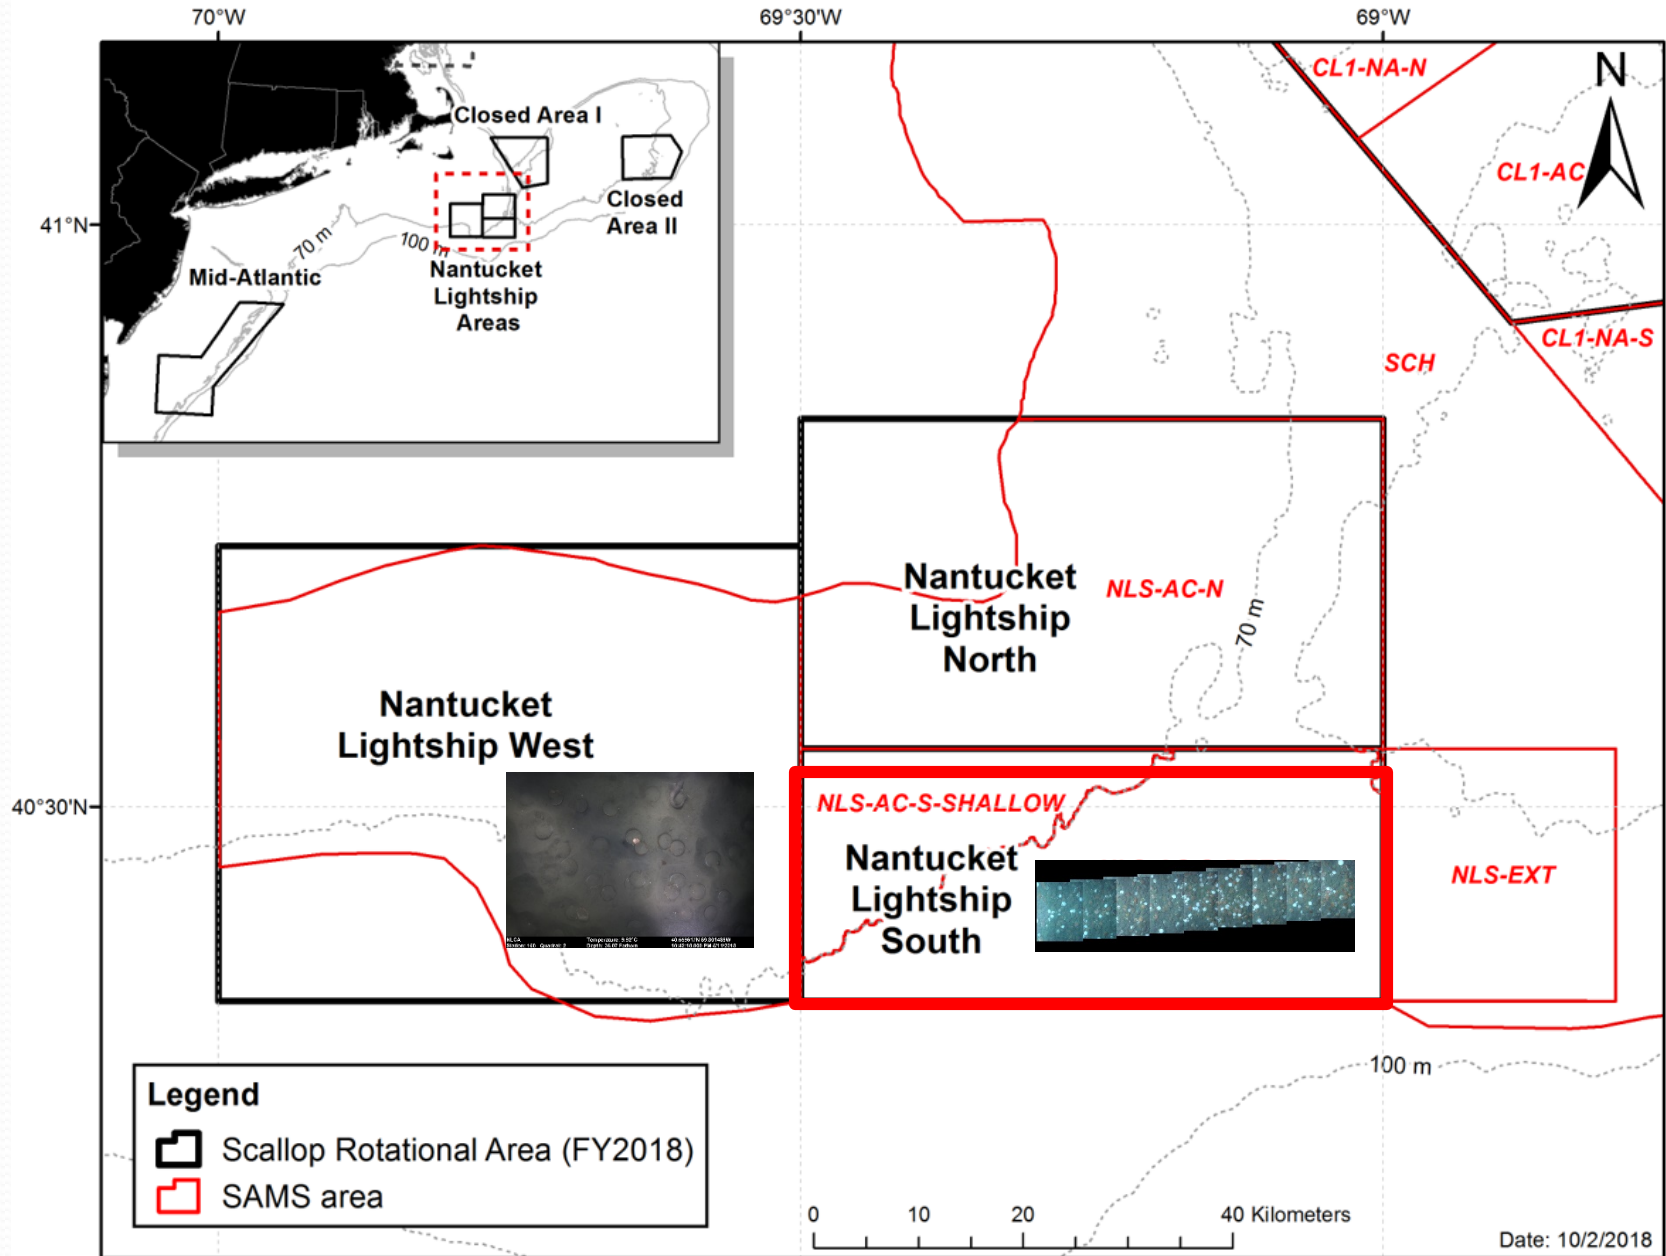 70°W
69°30'W
69°W
41°N
40°30'N
Closed Area I
Closed
Area II
70 m
100 m
Nantucket
Lightship
Areas
Mid-Atlantic
CL1-NA-N
N
CL1-AC
CL1-NA-S
SCH
Nantucket
Lightship
North
NLS-AC-N
70 m
Nantucket
Lightship West
NLS-AC-S-SHALLOW
Nantucket
Lightship
South
NLS-EXT
NLCA
100 m
Legend
Scallop Rotational Area (FY2018)
SAMS area
0 10 20 40 Kilometers
Date: 10/2/2018